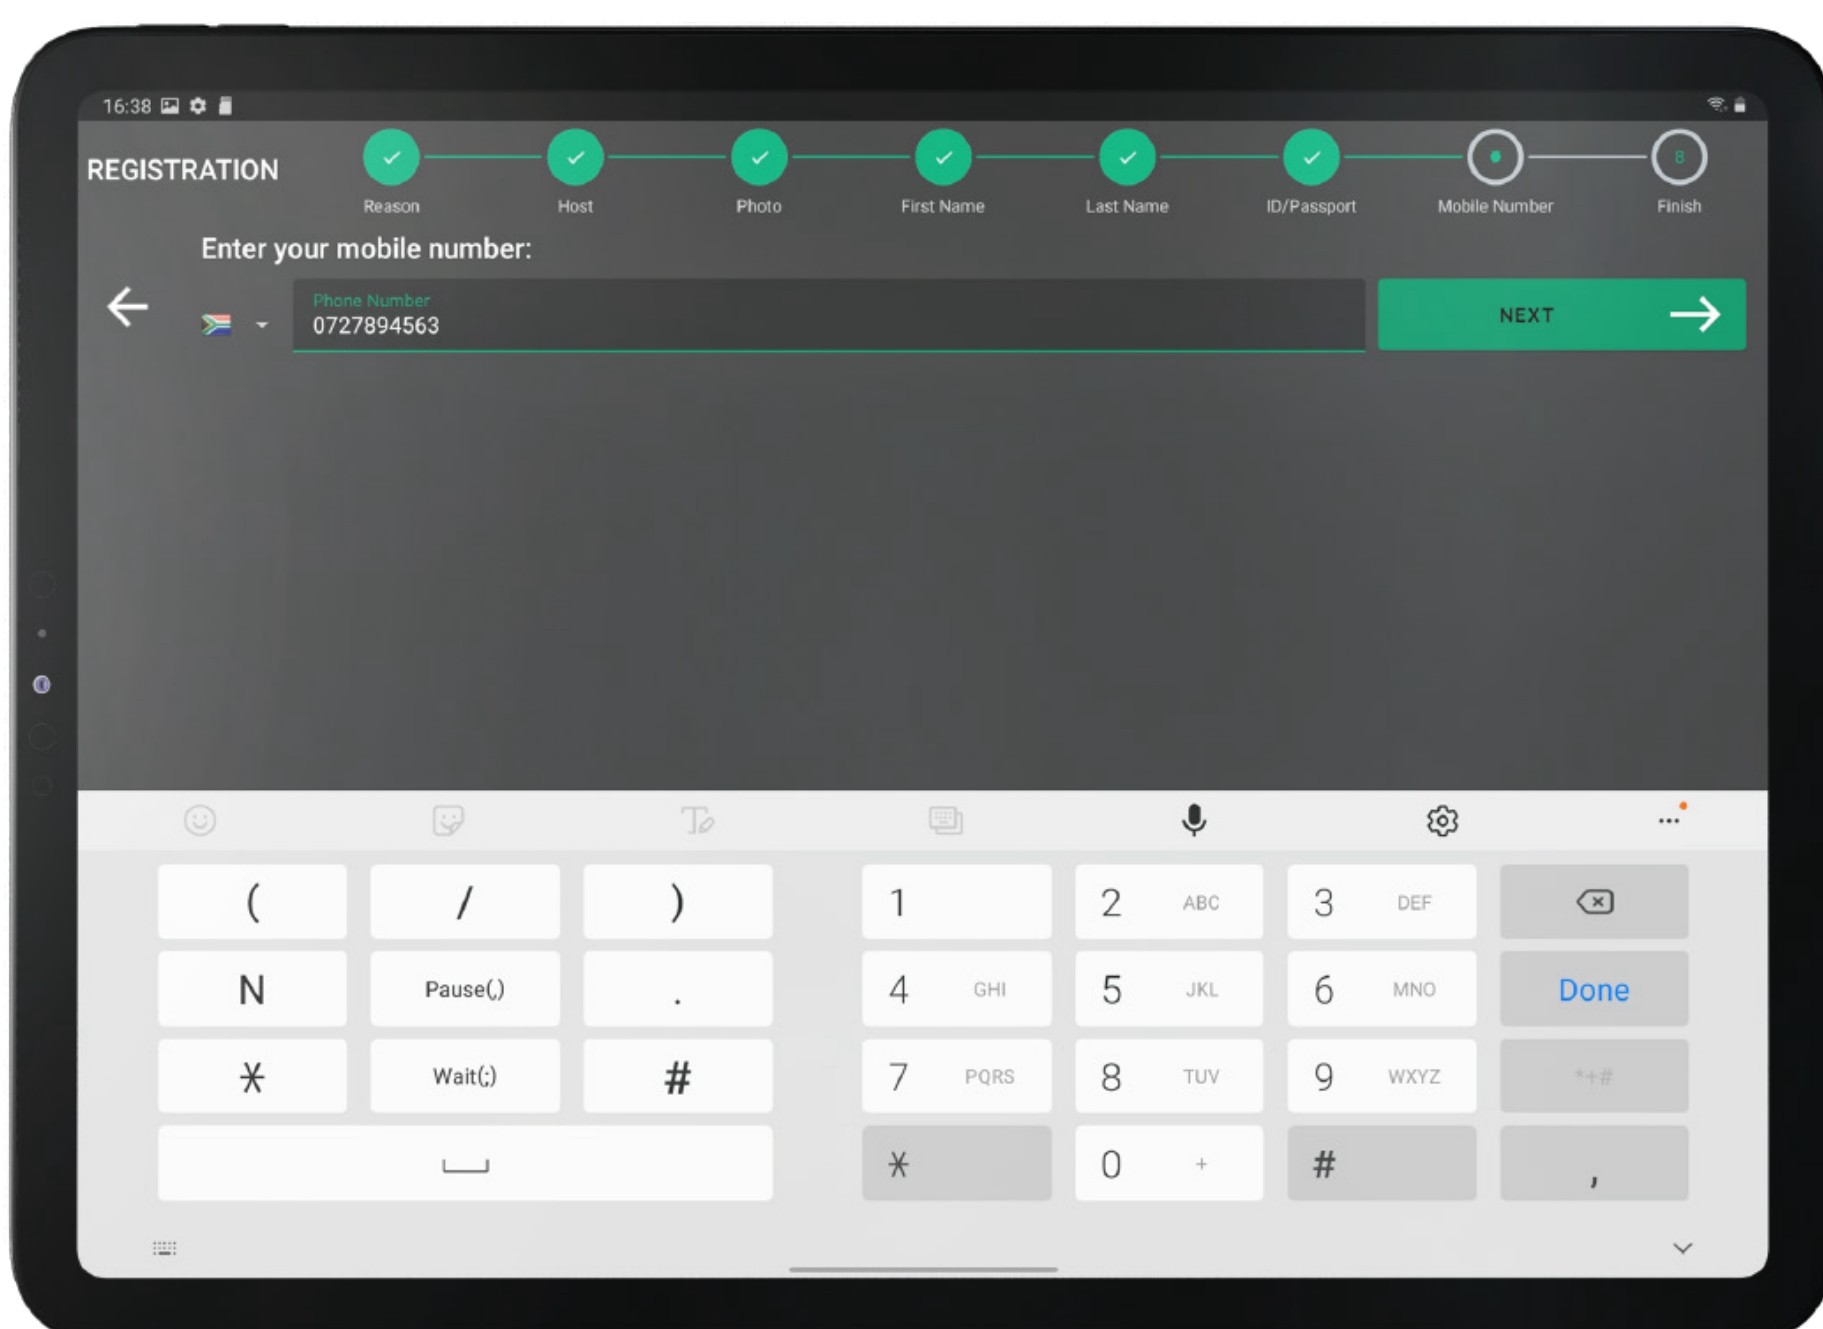 16:38
REGISTRATION
8
Reason Host Photo First Name Last Name ID/Passport Mobile Number Finish
Enter your mobile number:
Phone Number
0727894563
NEXT
( / ) 1 2 ABC 3 DEF
N Pause(,) . 4 GHI 5 JKL 6 MNO Done
* Wait(;) # 7 PQRS 8 TUV 9 WXYZ *+#
* 0 + # ,